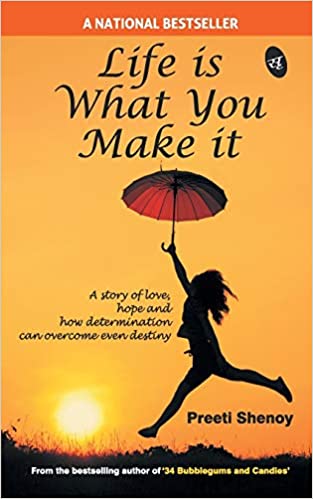 A NATIONAL BESTSELLER
Life is
What You
Make it
A story of love,
hope and
how determination
can overcome even destiny
Preeti Shenoy
From the bestselling author of '34 Bubblegums and Candies'